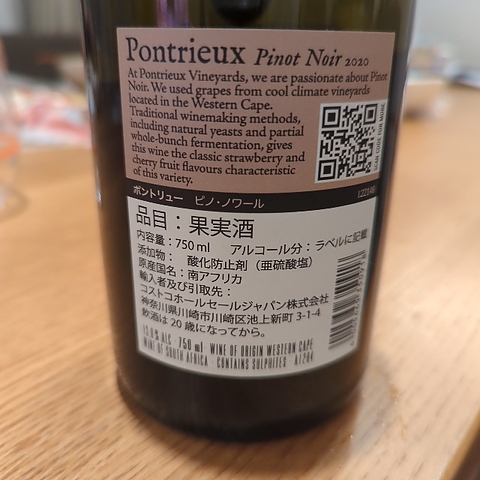 Pontrieux Pinot Noir 2020
At Pontrieux Vineyards, we are passionate about Pinot
Noir. We used grapes from cool climate vineyards
located in the Western Cape.
Traditional winemaking methods,
including natural yeasts and partial
whole-bunch fermentation, gives
this wine the classic strawberry and
cherry fruit flavours characteristic
of this variety.
SCAN CODE FOR MORE
ポントリュー ピノ・ノワール
品目：果実酒
内容量：750 ml アルコール分：ラベルに記載
添加物： 酸化防止剤（亜硫酸塩）
原産国名：南アフリカ
輸入者及び引取先：
コストコホールセールジャパン株式会社
神奈川県川崎市川崎区池上新町 3-1-4
飲酒は 20 歳になってから。
% ALC 750 ml WINE OF ORIGIN WESTERN CAPE
WINE OF SOUTH AFRICA CONTAINS SULPHITES - A1284